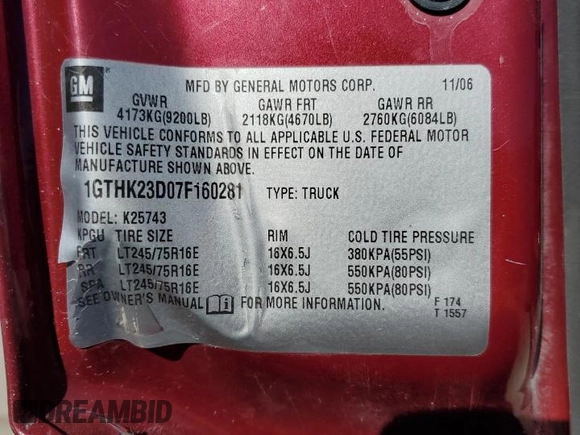 GM
MFD BY GENERAL MOTORS CORP. 11/06
GVWR GAWR FRT GAWR RR
4173KG(9200LB) 2118KG(4670LB) 2760KG(6084LB)
THIS VEHICLE CONFORMS TO ALL APPLICABLE U.S. FEDERAL MOTOR
VEHICLE SAFETY STANDARDS IN EFFECT ON THE DATE OF
MANUFACTURE SHOWN ABOVE.
1GTHK23D07F160281 TYPE: TRUCK
MODEL: K25743
KPGU TIRE SIZE RIM COLD TIRE PRESSURE
FRT LT245/75R16E 16X6.5J 380KPA(55PSI)
RR LT245/75R16E 16X6.5J 550KPA(80PSI)
SPA LT245/75R16E 16X6.5J 550KPA(80PSI)
SEE OWNER'S MANUAL FOR MORE INFORMATION.
F 174
T 1557
DREAMBID